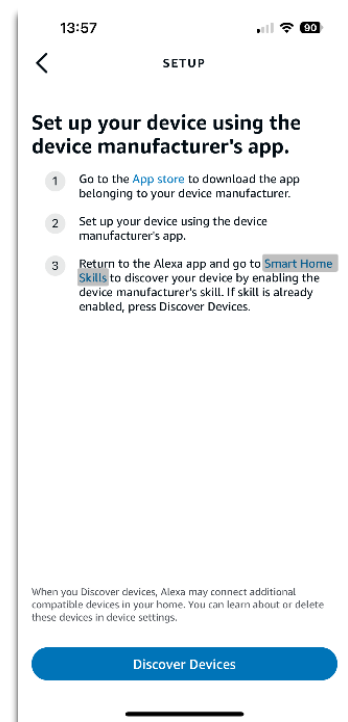 13:57
90
SETUP
Set up your device using the
device manufacturer's app.
1 Go to the App store to download the app
belonging to your device manufacturer.
2 Set up your device using the device
manufacturer's app.
3 Return to the Alexa app and go to Smart Home
Skills to discover your device by enabling the
device manufacturer's skill. If skill is already
enabled, press Discover Devices.
When you Discover devices, Alexa may connect additional
compatible devices in your home. You can learn about or delete
these devices in device settings.
Discover Devices